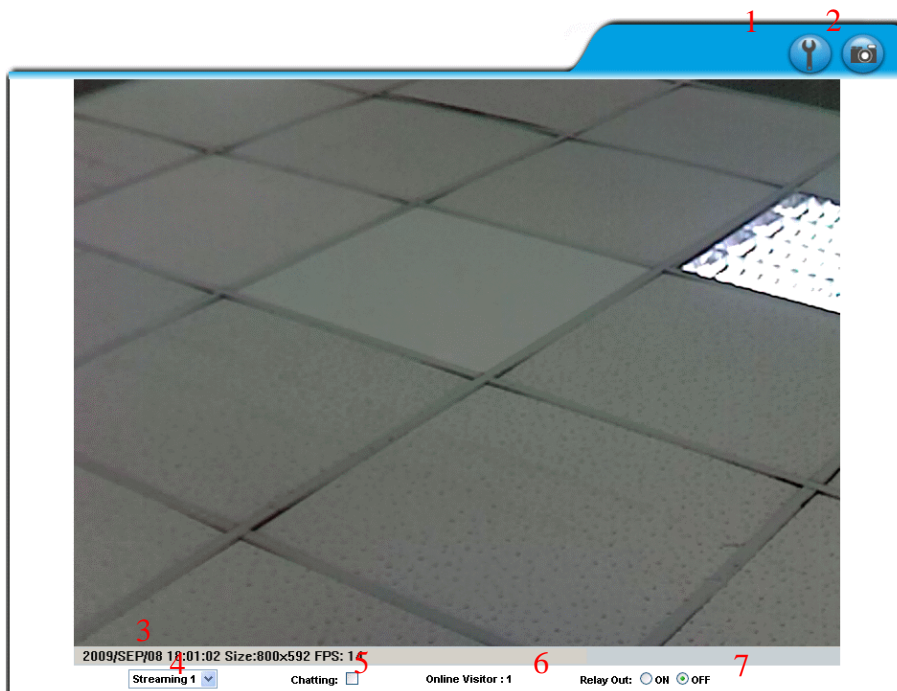 1 2
3
2009/SEP/08 18:01:02 Size:800x592 FPS: 14
4 5 6 7
Streaming 1 Chatting: Online Visitor : 1 Relay Out: ON OFF